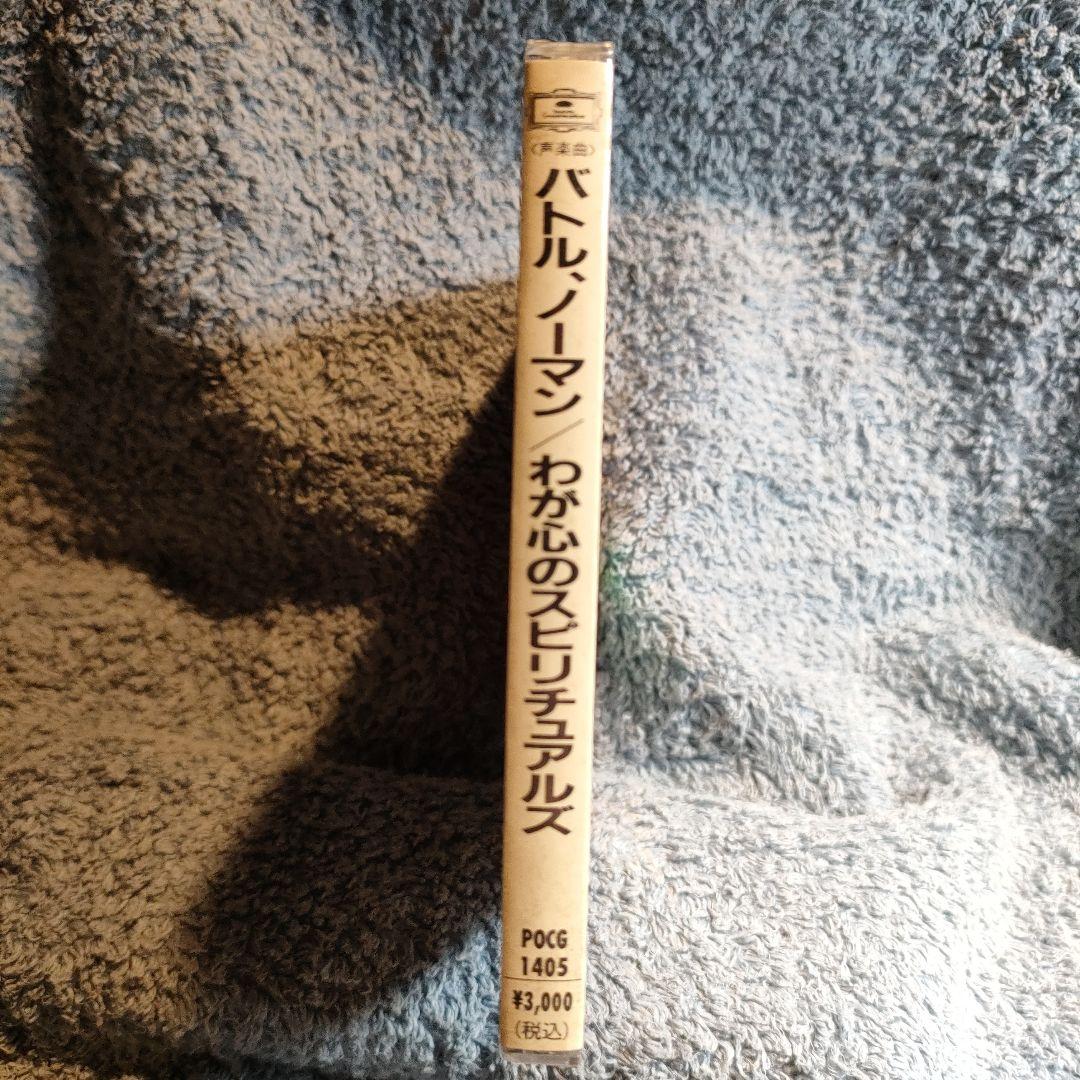 〈声楽曲〉
バトル、ノーマン／わが心のスピリチュアルズ
POCG
1405
¥3,000
(税込)